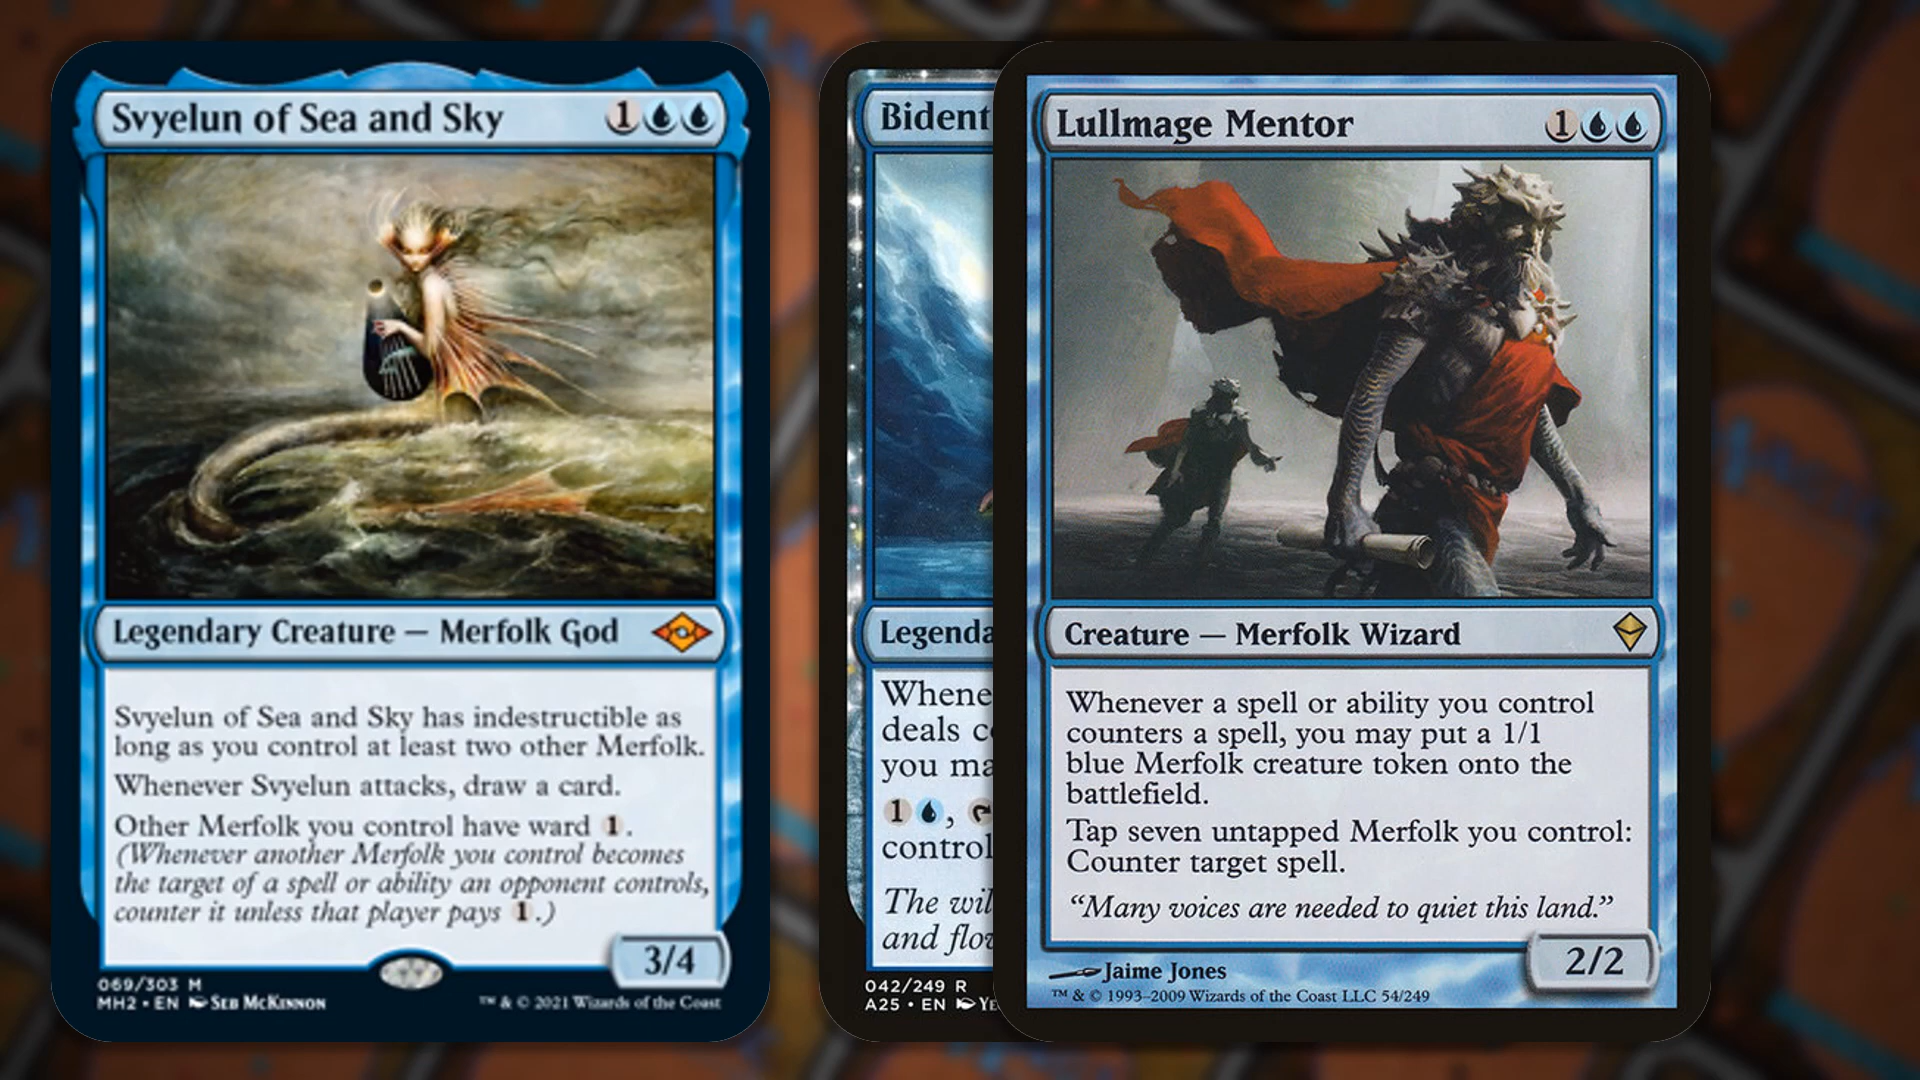 Svyelun of Sea and Sky 1
Legendary Creature — Merfolk God
Svyelun of Sea and Sky has indestructible as
long as you control at least two other Merfolk.
Whenever Svyelun attacks, draw a card.
Other Merfolk you control have ward 1.
(Whenever another Merfolk you control becomes
the target of a spell or ability an opponent controls,
counter it unless that player pays 1.)
3/4
069/303 M
MH2 • EN Seb McKinnon
™ & © 2021 Wizards of the Coast
Bident
Legenda
Whene
deals c
you ma
1 ,
control
The wil
and flo
042/249 R
A25 • EN Ye
Lullmage Mentor 1
Creature — Merfolk Wizard
Whenever a spell or ability you control
counters a spell, you may put a 1/1
blue Merfolk creature token onto the
battlefield.
Tap seven untapped Merfolk you control:
Counter target spell.
“Many voices are needed to quiet this land.”
2/2
Jaime Jones
™ & © 1993–2009 Wizards of the Coast LLC 54/249